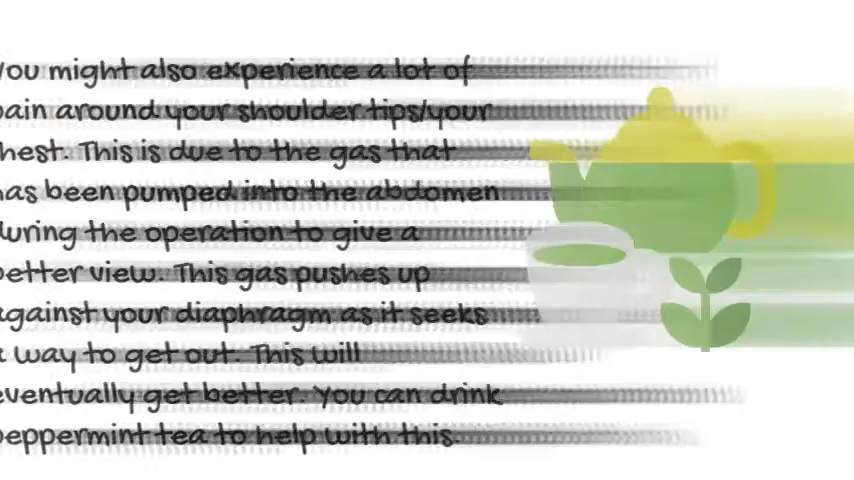 You might also experience a lot of
pain around your shoulder tips/your
chest. This is due to the gas that
has been pumped into the abdomen
during the operation to give a
better view. This gas pushes up
against your diaphragm as it seeks
a way to get out. This will
eventually get better. You can drink
peppermint tea to help with this.